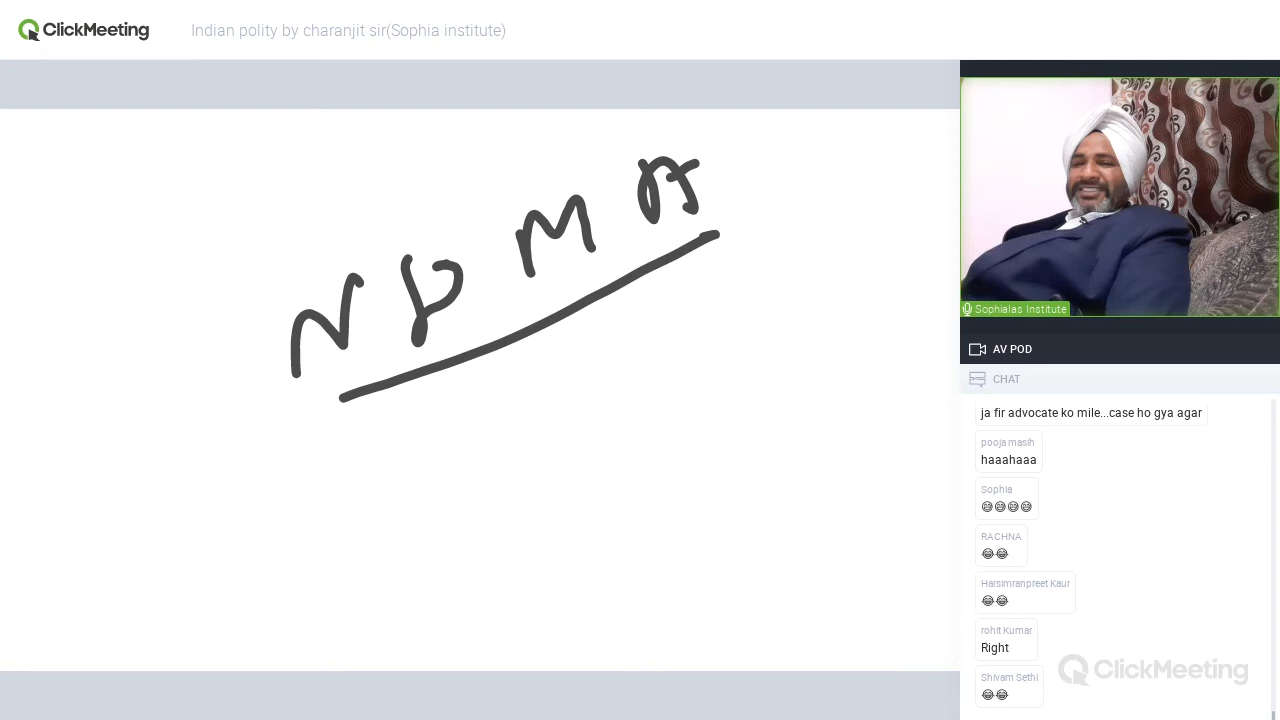 ClickMeeting
Indian polity by charanjit sir(Sophia institute)
N P M A
Sophialas Institute
AV POD
CHAT
ja fir advocate ko mile...case ho gya agar
pooja masih
haaahaaa
Sophia
😅😅😅😅
RACHNA
😂😂
Harsimranpreet Kaur
😂😂
rohit Kumar
Right
Shivam Sethi
😂😂
ClickMeeting